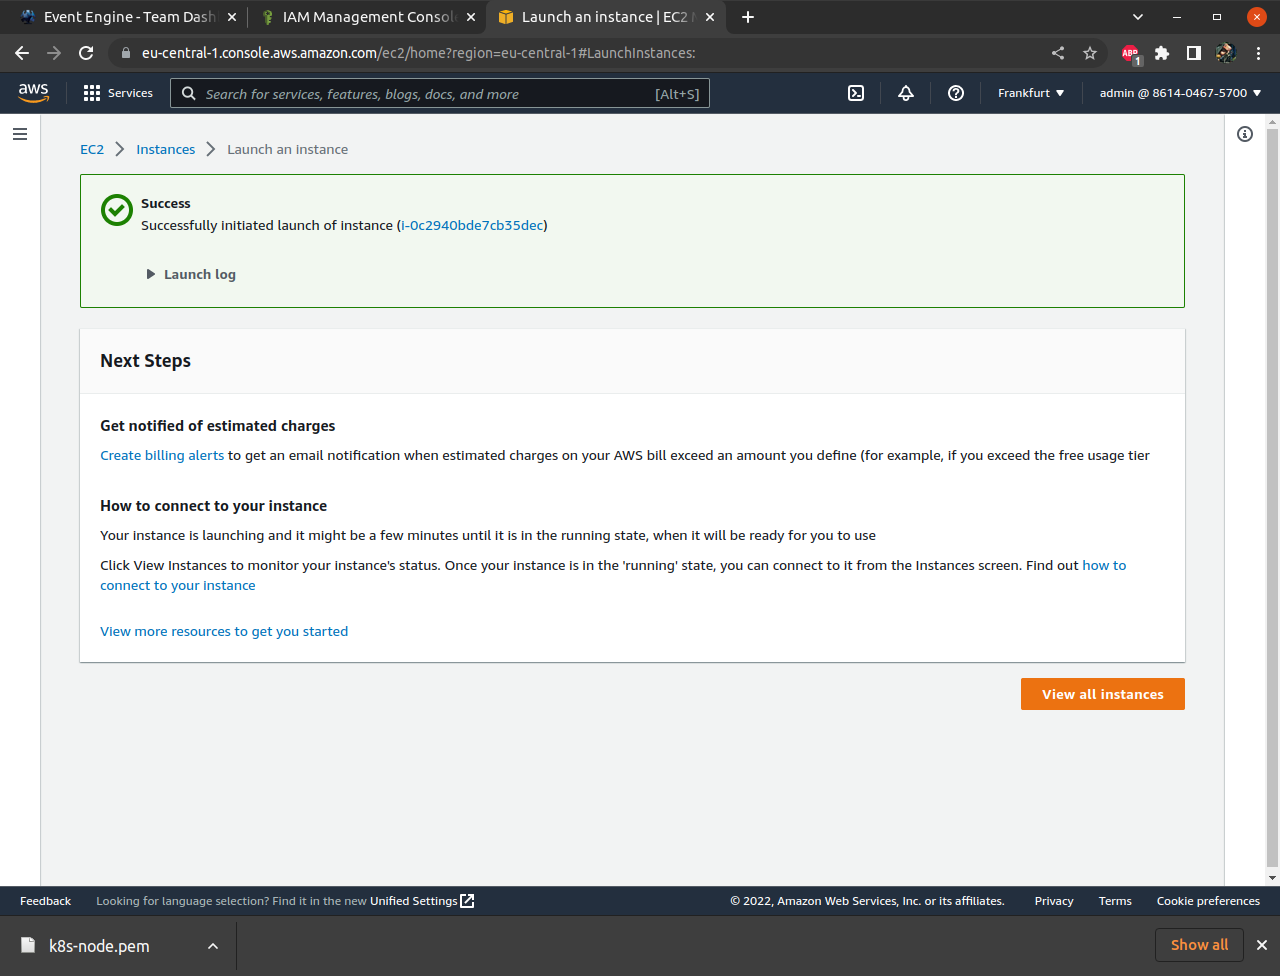 Event Engine - Team Dash
IAM Management Console
Launch an instance | EC2 M
eu-central-1.console.aws.amazon.com/ec2/home?region=eu-central-1#LaunchInstances:
ABP
1
aws
Services
Search for services, features, blogs, docs, and more
[Alt+S]
Frankfurt
admin @ 8614-0467-5700
EC2
Instances
Launch an instance
Success
Successfully initiated launch of instance (i-0c2940bde7cb35dec)
Launch log
Next Steps
Get notified of estimated charges
Create billing alerts to get an email notification when estimated charges on your AWS bill exceed an amount you define (for example, if you exceed the free usage tier
How to connect to your instance
Your instance is launching and it might be a few minutes until it is in the running state, when it will be ready for you to use
Click View Instances to monitor your instance's status. Once your instance is in the 'running' state, you can connect to it from the Instances screen. Find out how to
connect to your instance
View more resources to get you started
View all instances
Feedback
Looking for language selection? Find it in the new Unified Settings
© 2022, Amazon Web Services, Inc. or its affiliates.
Privacy
Terms
Cookie preferences
k8s-node.pem
Show all